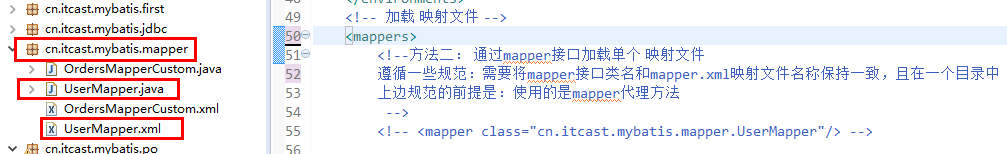 cn.itcast.mybatis.first
cn.itcast.mybatis.jdbc
cn.itcast.mybatis.mapper
OrdersMapperCustom.java
UserMapper.java
OrdersMapperCustom.xml
UserMapper.xml
cn.itcast.mybatis.po
48 </environments>
49 <!-- 加载 映射文件 -->
50 <mappers>
51 <!--方法二： 通过mapper接口加载单个 映射文件
52 遵循一些规范：需要将mapper接口类名和mapper.xml映射文件名称保持一致，且在一个目录中
53 上边规范的前提是：使用的是mapper代理方法
54 -->
55 <!-- <mapper class="cn.itcast.mybatis.mapper.UserMapper"/> -->
56